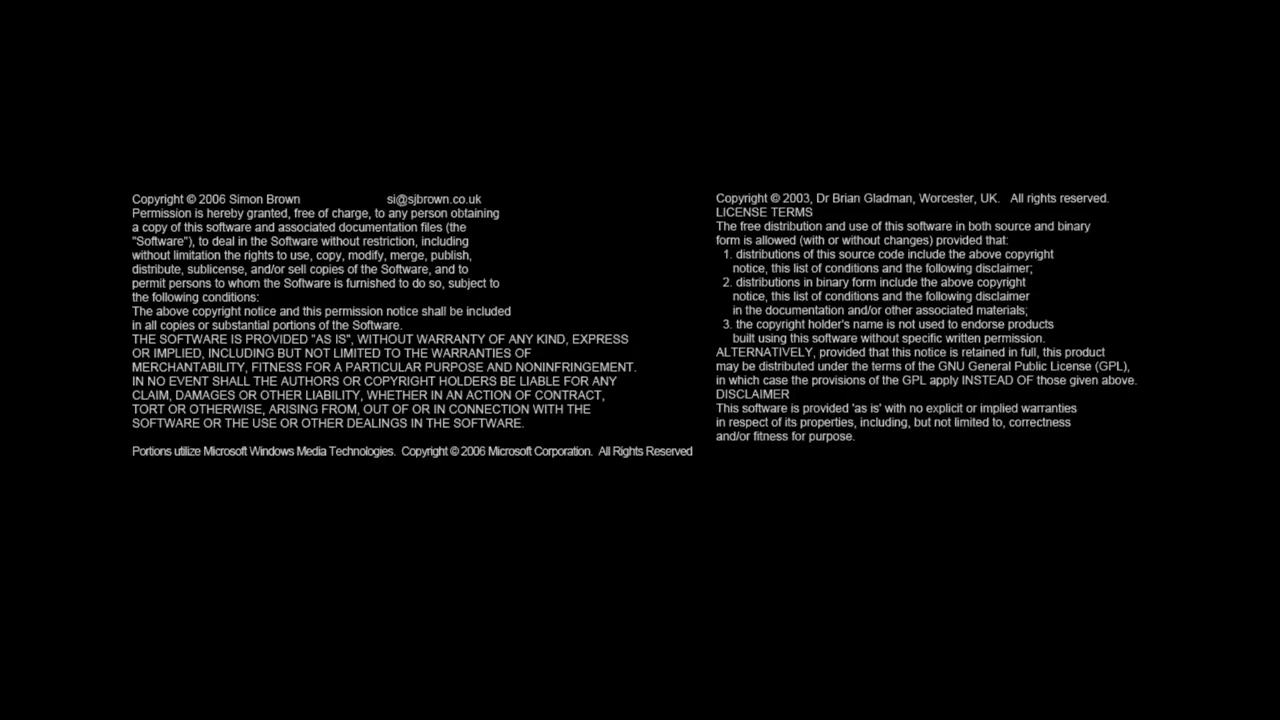 Copyright © 2006 Simon Brown si@sjbrown.co.uk
Permission is hereby granted, free of charge, to any person obtaining
a copy of this software and associated documentation files (the
"Software"), to deal in the Software without restriction, including
without limitation the rights to use, copy, modify, merge, publish,
distribute, sublicense, and/or sell copies of the Software, and to
permit persons to whom the Software is furnished to do so, subject to
the following conditions:
The above copyright notice and this permission notice shall be included
in all copies or substantial portions of the Software.
THE SOFTWARE IS PROVIDED "AS IS", WITHOUT WARRANTY OF ANY KIND, EXPRESS
OR IMPLIED, INCLUDING BUT NOT LIMITED TO THE WARRANTIES OF
MERCHANTABILITY, FITNESS FOR A PARTICULAR PURPOSE AND NONINFRINGEMENT.
IN NO EVENT SHALL THE AUTHORS OR COPYRIGHT HOLDERS BE LIABLE FOR ANY
CLAIM, DAMAGES OR OTHER LIABILITY, WHETHER IN AN ACTION OF CONTRACT,
TORT OR OTHERWISE, ARISING FROM, OUT OF OR IN CONNECTION WITH THE
SOFTWARE OR THE USE OR OTHER DEALINGS IN THE SOFTWARE.
Portions utilize Microsoft Windows Media Technologies. Copyright © 2006 Microsoft Corporation. All Rights Reserved
Copyright © 2003, Dr Brian Gladman, Worcester, UK. All rights reserved.
LICENSE TERMS
The free distribution and use of this software in both source and binary
form is allowed (with or without changes) provided that:
1. distributions of this source code include the above copyright
notice, this list of conditions and the following disclaimer;
2. distributions in binary form include the above copyright
notice, this list of conditions and the following disclaimer
in the documentation and/or other associated materials;
3. the copyright holder's name is not used to endorse products
built using this software without specific written permission.
ALTERNATIVELY, provided that this notice is retained in full, this product
may be distributed under the terms of the GNU General Public License (GPL),
in which case the provisions of the GPL apply INSTEAD OF those given above.
DISCLAIMER
This software is provided 'as is' with no explicit or implied warranties
in respect of its properties, including, but not limited to, correctness
and/or fitness for purpose.